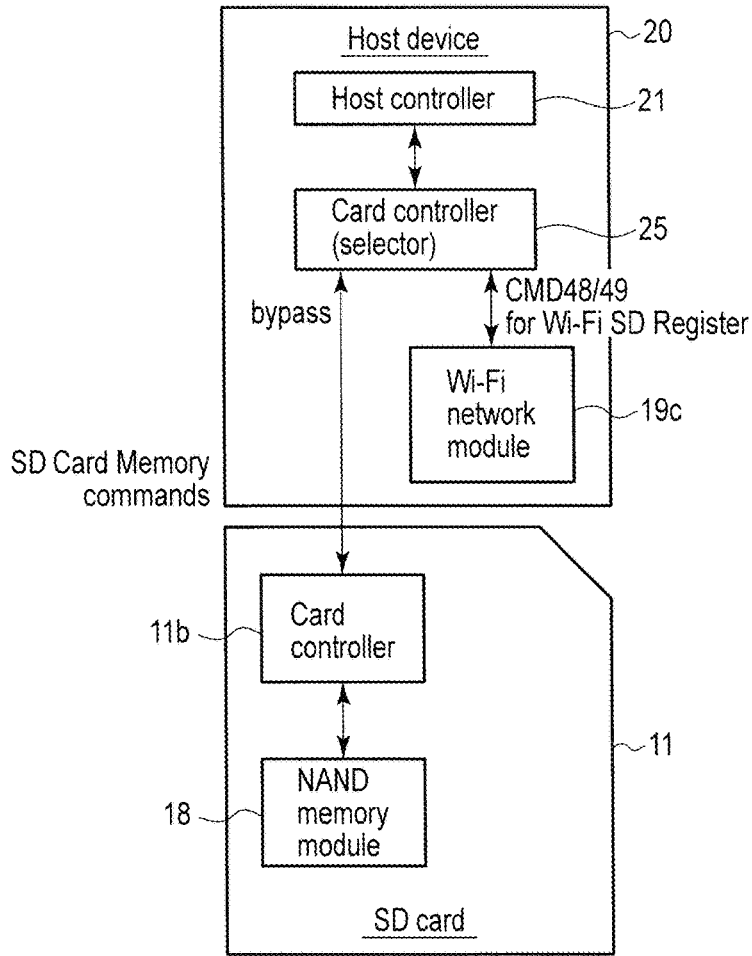 Host device
20
Host controller
21
Card controller
(selector)
25
bypass
CMD48/49
for Wi-Fi SD Register
Wi-Fi
network
module
19c
SD Card Memory
commands
11b
Card
controller
11
18
NAND
memory
module
SD card